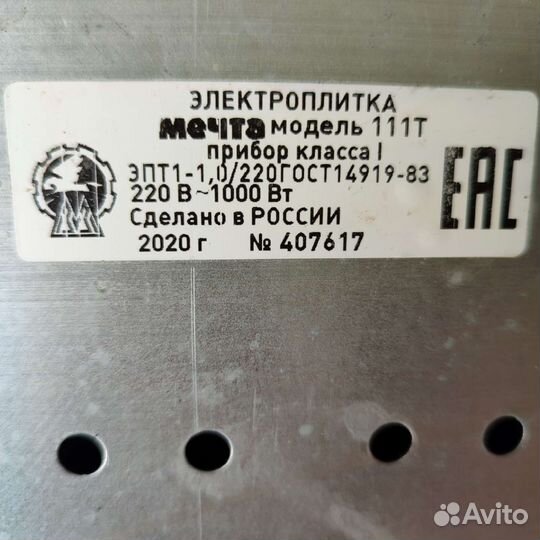 ЭЛЕКТРОПЛИТКА
мечта модель 111Т
прибор класса I
ЭПТ1-1,0/220ГОСТ14919-83
220 В~1000 Вт
Сделано в РОССИИ
2020 г № 407617
ЕАС
Avito